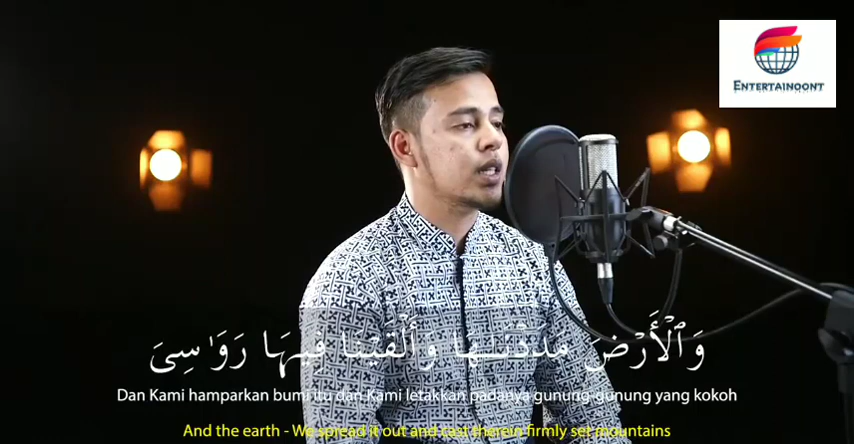 ENTERTAINOONT
وَٱلْأَرْضَ مَدَدْنَـٰهَا وَأَلْقَيْنَا فِيهَا رَوَٰسِىَ
Dan Kami hamparkan bumi itu dan Kami letakkan padanya gunung-gunung yang kokoh
And the earth - We spread it out and cast therein firmly set mountains